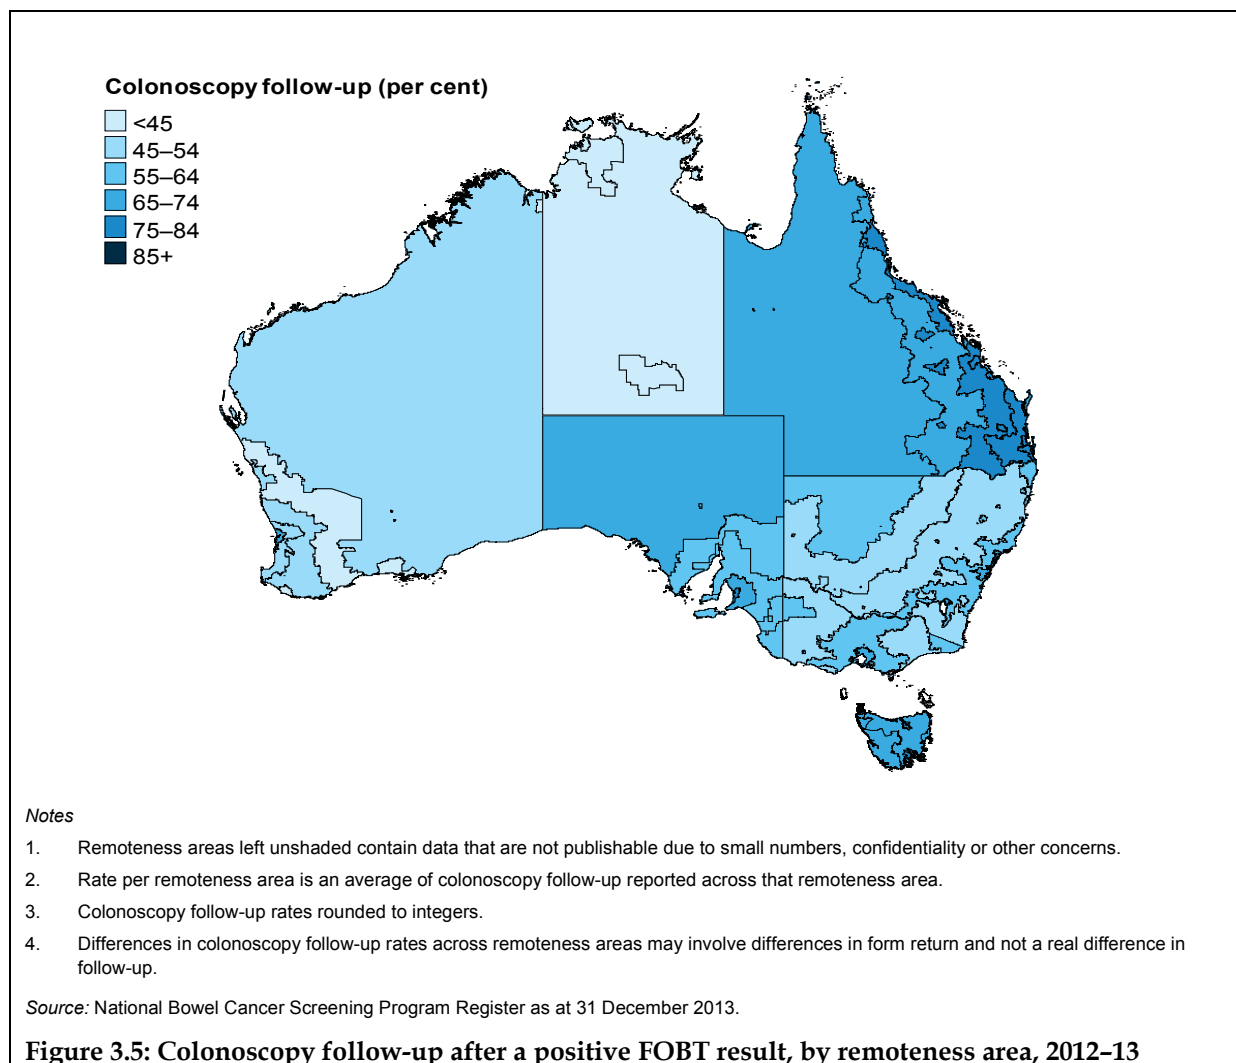 Colonoscopy follow-up (per cent)
<45
45–54
55–64
65–74
75–84
85+
Notes
1. Remoteness areas left unshaded contain data that are not publishable due to small numbers, confidentiality or other concerns.
2. Rate per remoteness area is an average of colonoscopy follow-up reported across that remoteness area.
3. Colonoscopy follow-up rates rounded to integers.
4. Differences in colonoscopy follow-up rates across remoteness areas may involve differences in form return and not a real difference in
follow-up.
Source: National Bowel Cancer Screening Program Register as at 31 December 2013.
Figure 3.5: Colonoscopy follow-up after a positive FOBT result, by remoteness area, 2012–13